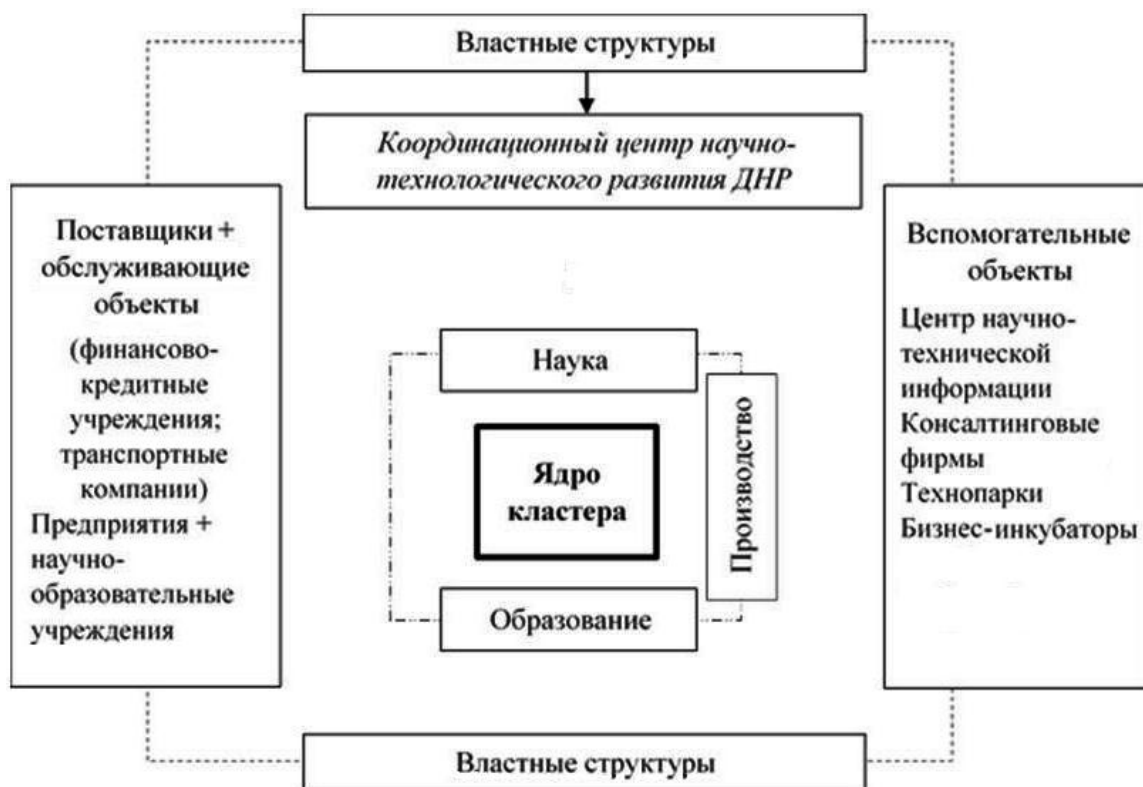 Властные структуры
Координационный центр научно-
технологического развития ДНР
Поставщики +
обслуживающие
объекты
(финансово-
кредитные
учреждения;
транспортные
компании)
Предприятия +
научно-
образовательные
учреждения
Наука
Ядро
кластера
Производство
Образование
Вспомогательные
объекты
Центр научно-
технической
информации
Консалтинговые
фирмы
Технопарки
Бизнес-инкубаторы
Властные структуры